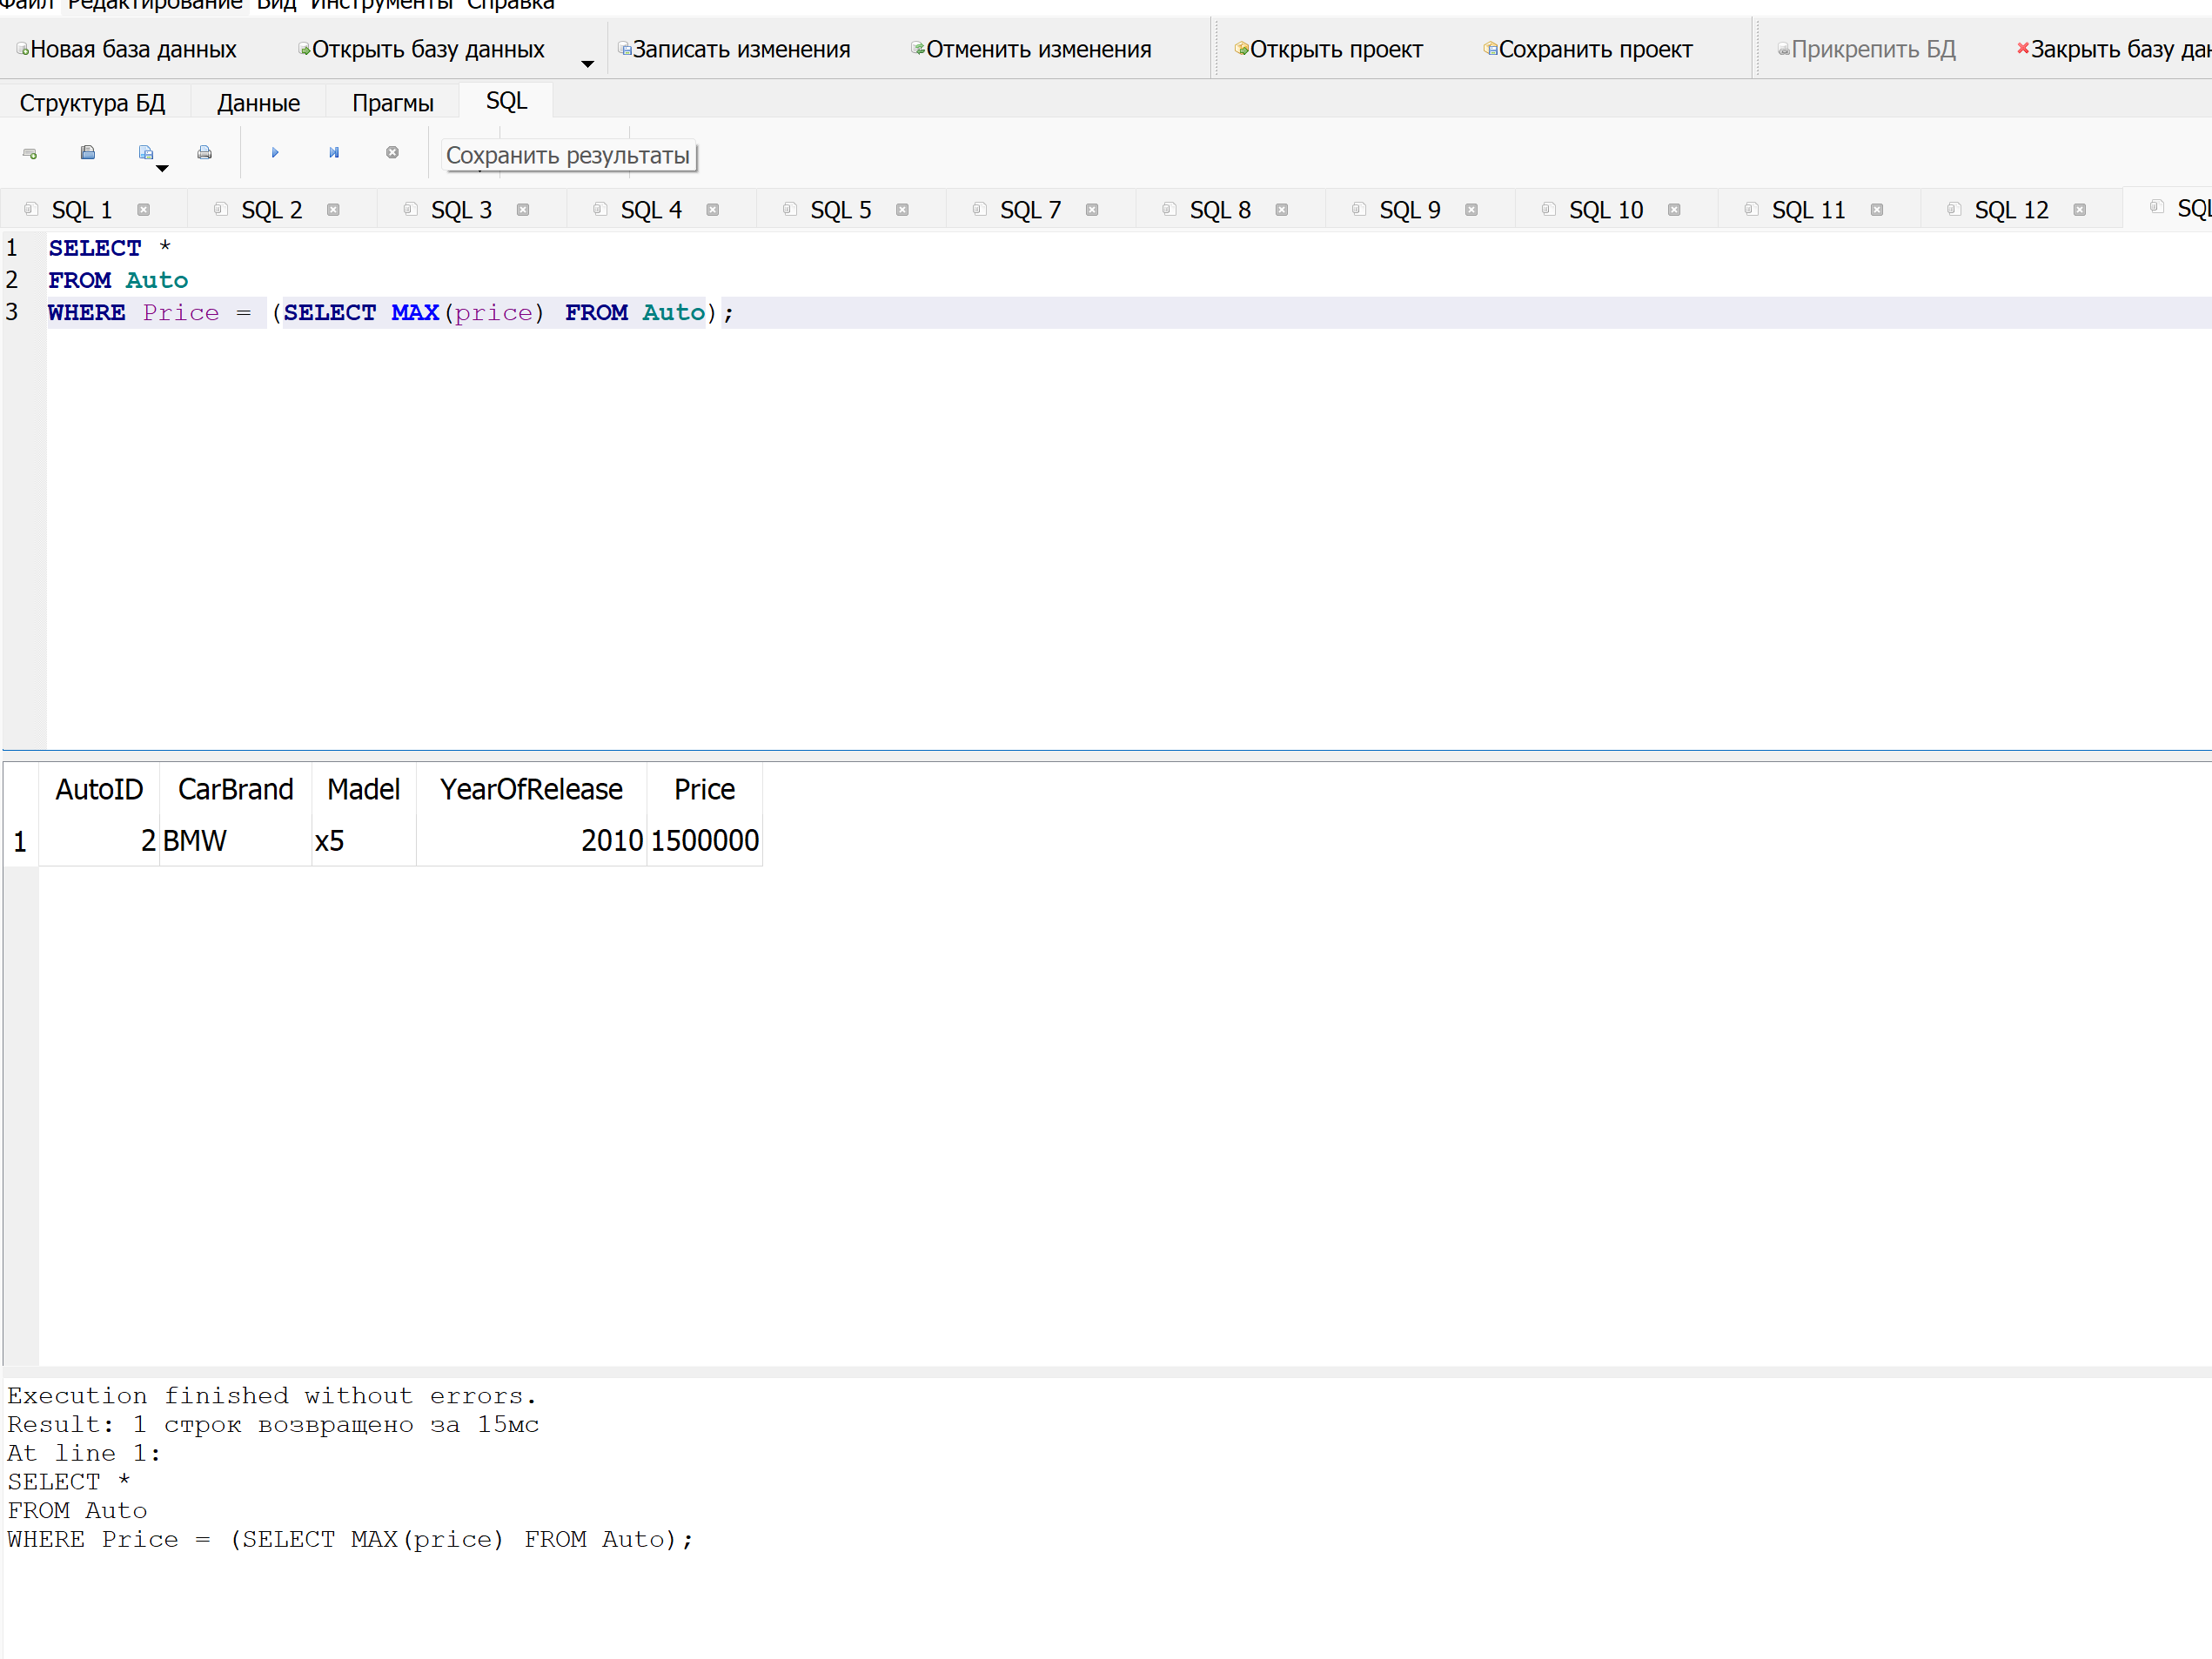 Файл Редактирование Вид Инструменты Справка
Новая база данных Открыть базу данных Записать изменения Отменить изменения Открыть проект Сохранить проект Прикрепить БД Закрыть базу
Структура БД Данные Прагмы SQL
Сохранить результаты
SQL 1 SQL 2 SQL 3 SQL 4 SQL 5 SQL 7 SQL 8 SQL 9 SQL 10 SQL 11 SQL 12 SQL
1 SELECT *
2 FROM Auto
3 WHERE Price = (SELECT MAX(price) FROM Auto);
AutoID CarBrand Madel YearOfRelease Price
1 2 BMW x5 2010 1500000
Execution finished without errors.
Result: 1 строк возвращено за 15мс
At line 1:
SELECT *
FROM Auto
WHERE Price = (SELECT MAX(price) FROM Auto);